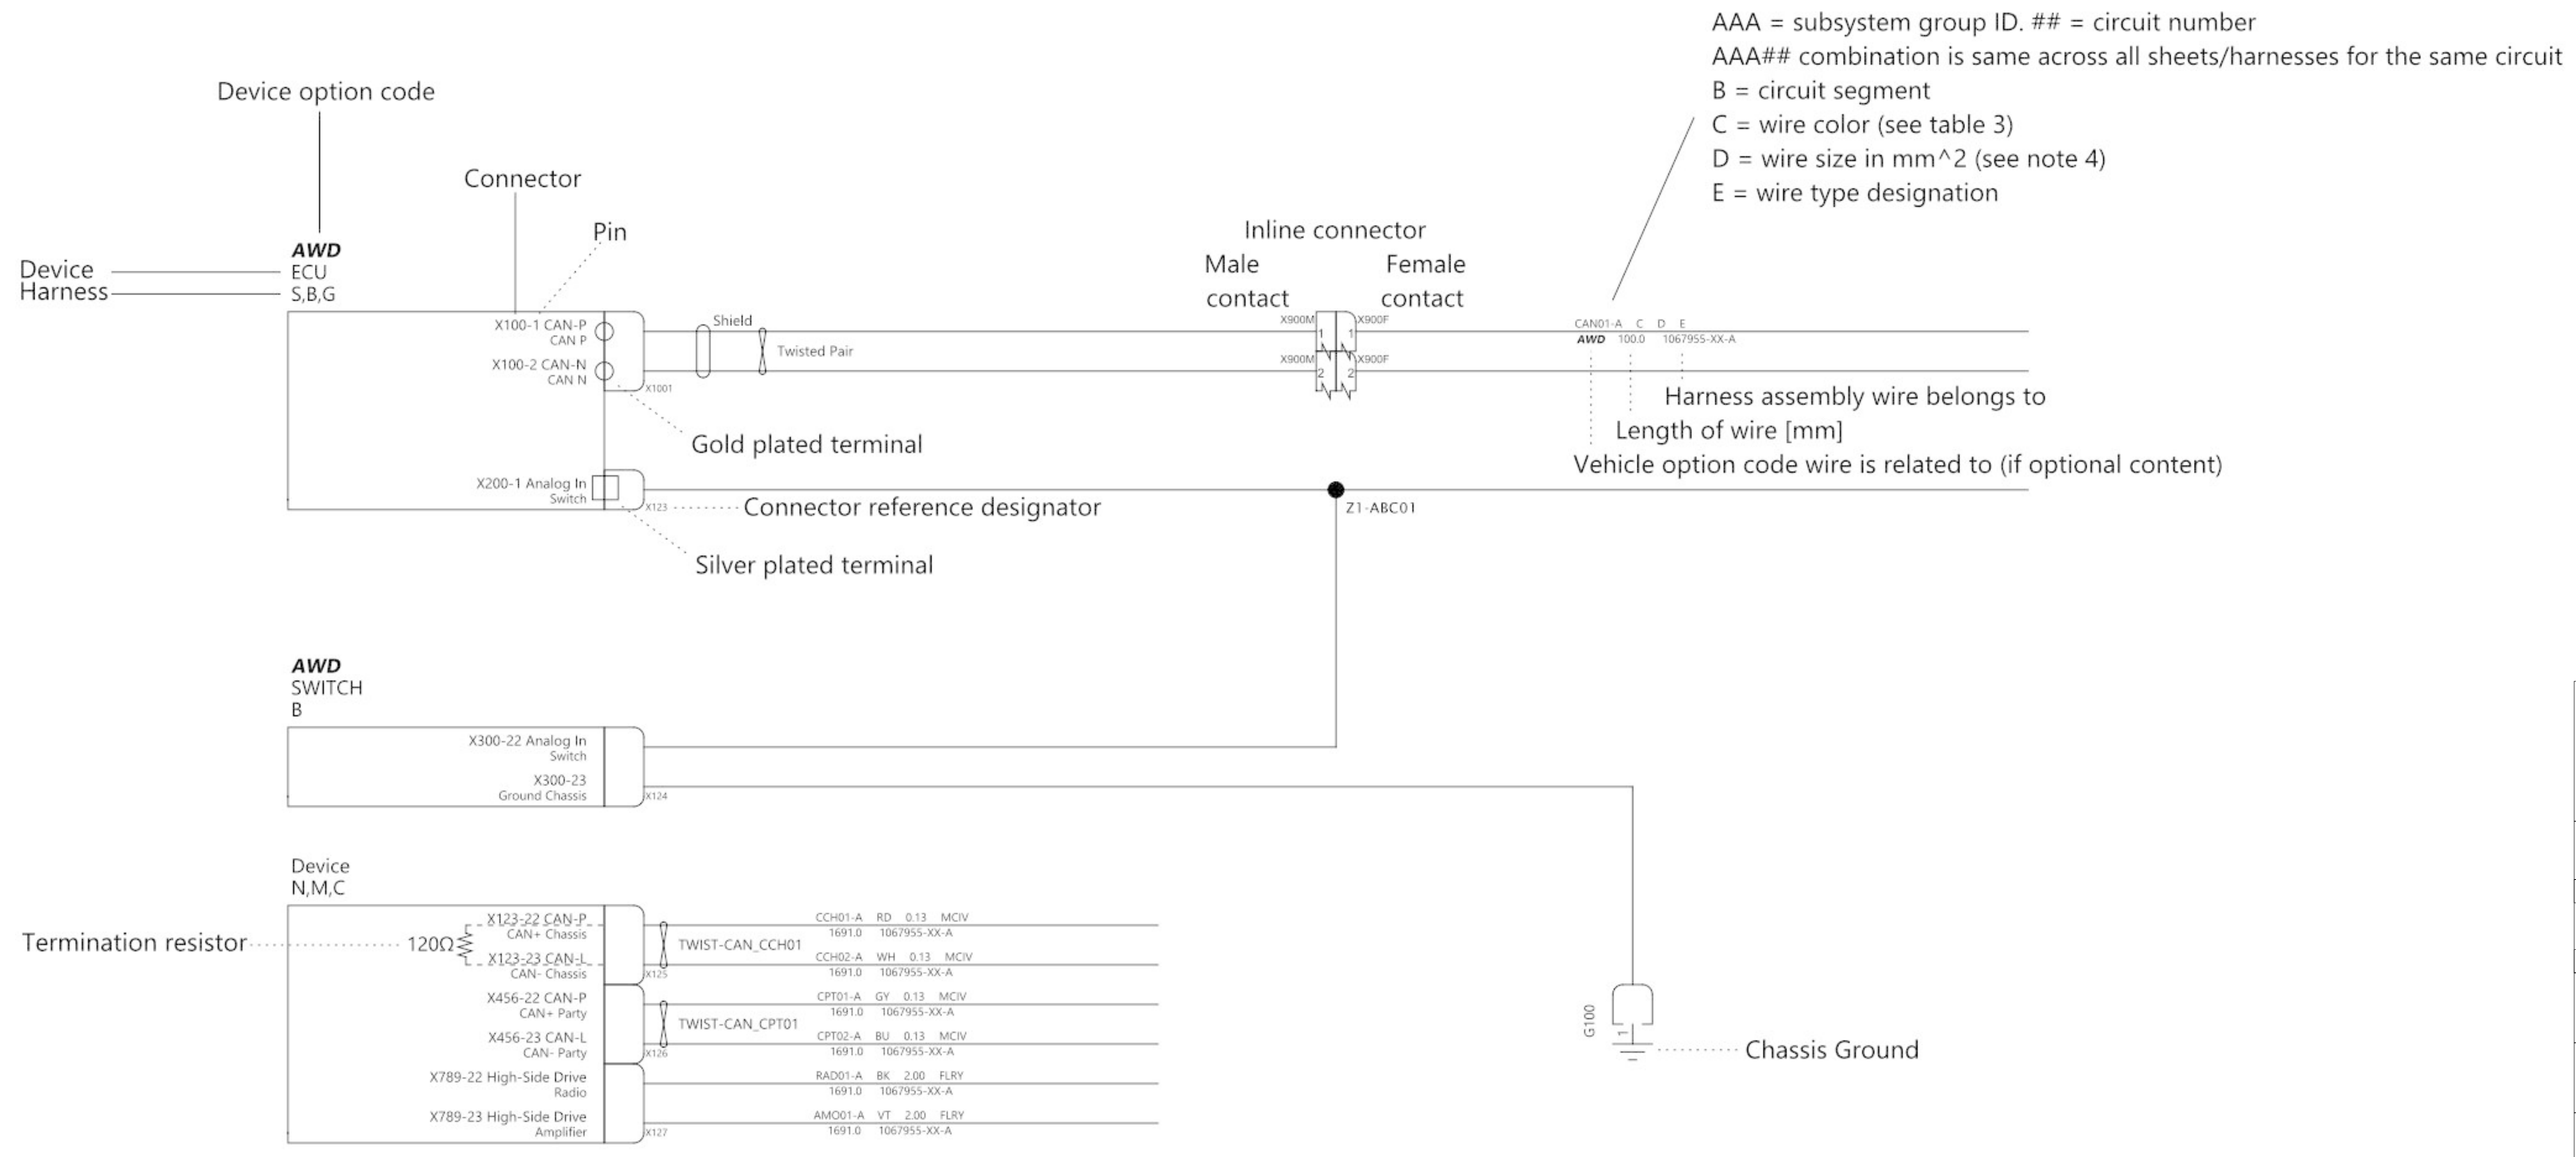 AAA = subsystem group ID. ## = circuit number
AAA## combination is same across all sheets/harnesses for the same circuit
B = circuit segment
C = wire color (see table 3)
D = wire size in mm^2 (see note 4)
E = wire type designation
Device option code
Connector
Pin
AWD
Device
ECU
Harness
S,B,G
Inline connector
Male contact
Female contact
X100-1 CAN-P
CAN P
X100-2 CAN-N
CAN N
X1001
Shield
Twisted Pair
X900M
1
1
X900F
X900M
2
2
X900F
CAN01-A C D E
AWD 100.0 1067955-XX-A
Harness assembly wire belongs to
Length of wire [mm]
Vehicle option code wire is related to (if optional content)
Gold plated terminal
X200-1 Analog In
Switch
X123
Connector reference designator
Z1-ABC01
Silver plated terminal
AWD
SWITCH
B
X300-22 Analog In
Switch
X300-23
Ground Chassis
X124
Device
N,M,C
Termination resistor
120Ω
X123-22 CAN-P
CAN+ Chassis
X123-23 CAN-L
CAN- Chassis
X125
TWIST-CAN_CCH01
CCH01-A RD 0.13 MCIV
1691.0 1067955-XX-A
CCH02-A WH 0.13 MCIV
1691.0 1067955-XX-A
X456-22 CAN-P
CAN+ Party
X456-23 CAN-L
CAN- Party
X126
TWIST-CAN_CPT01
CPT01-A GY 0.13 MCIV
1691.0 1067955-XX-A
CPT02-A BU 0.13 MCIV
1691.0 1067955-XX-A
X789-22 High-Side Drive
Radio
RAD01-A BK 2.00 FLRY
1691.0 1067955-XX-A
X789-23 High-Side Drive
Amplifier
X127
AMO01-A VT 2.00 FLRY
1691.0 1067955-XX-A
G100
1
Chassis Ground